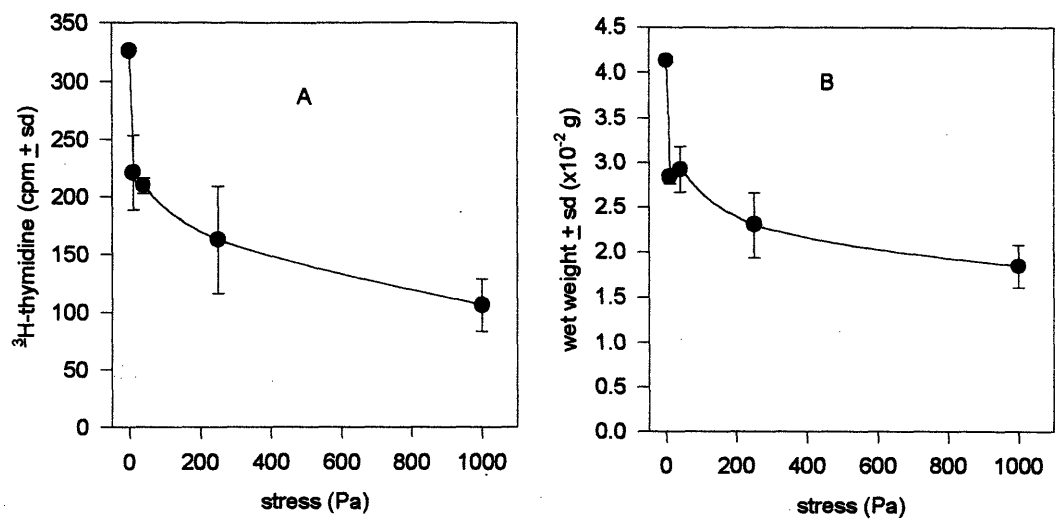 350
300
250
200
150
100
50
0
³H-thymidine (cpm ± sd)
A
0 200 400 600 800 1000
stress (Pa)
4.5
4.0
3.5
3.0
2.5
2.0
1.5
1.0
0.5
0.0
wet weight ± sd (x10⁻² g)
B
0 200 400 600 800 1000
stress (Pa)